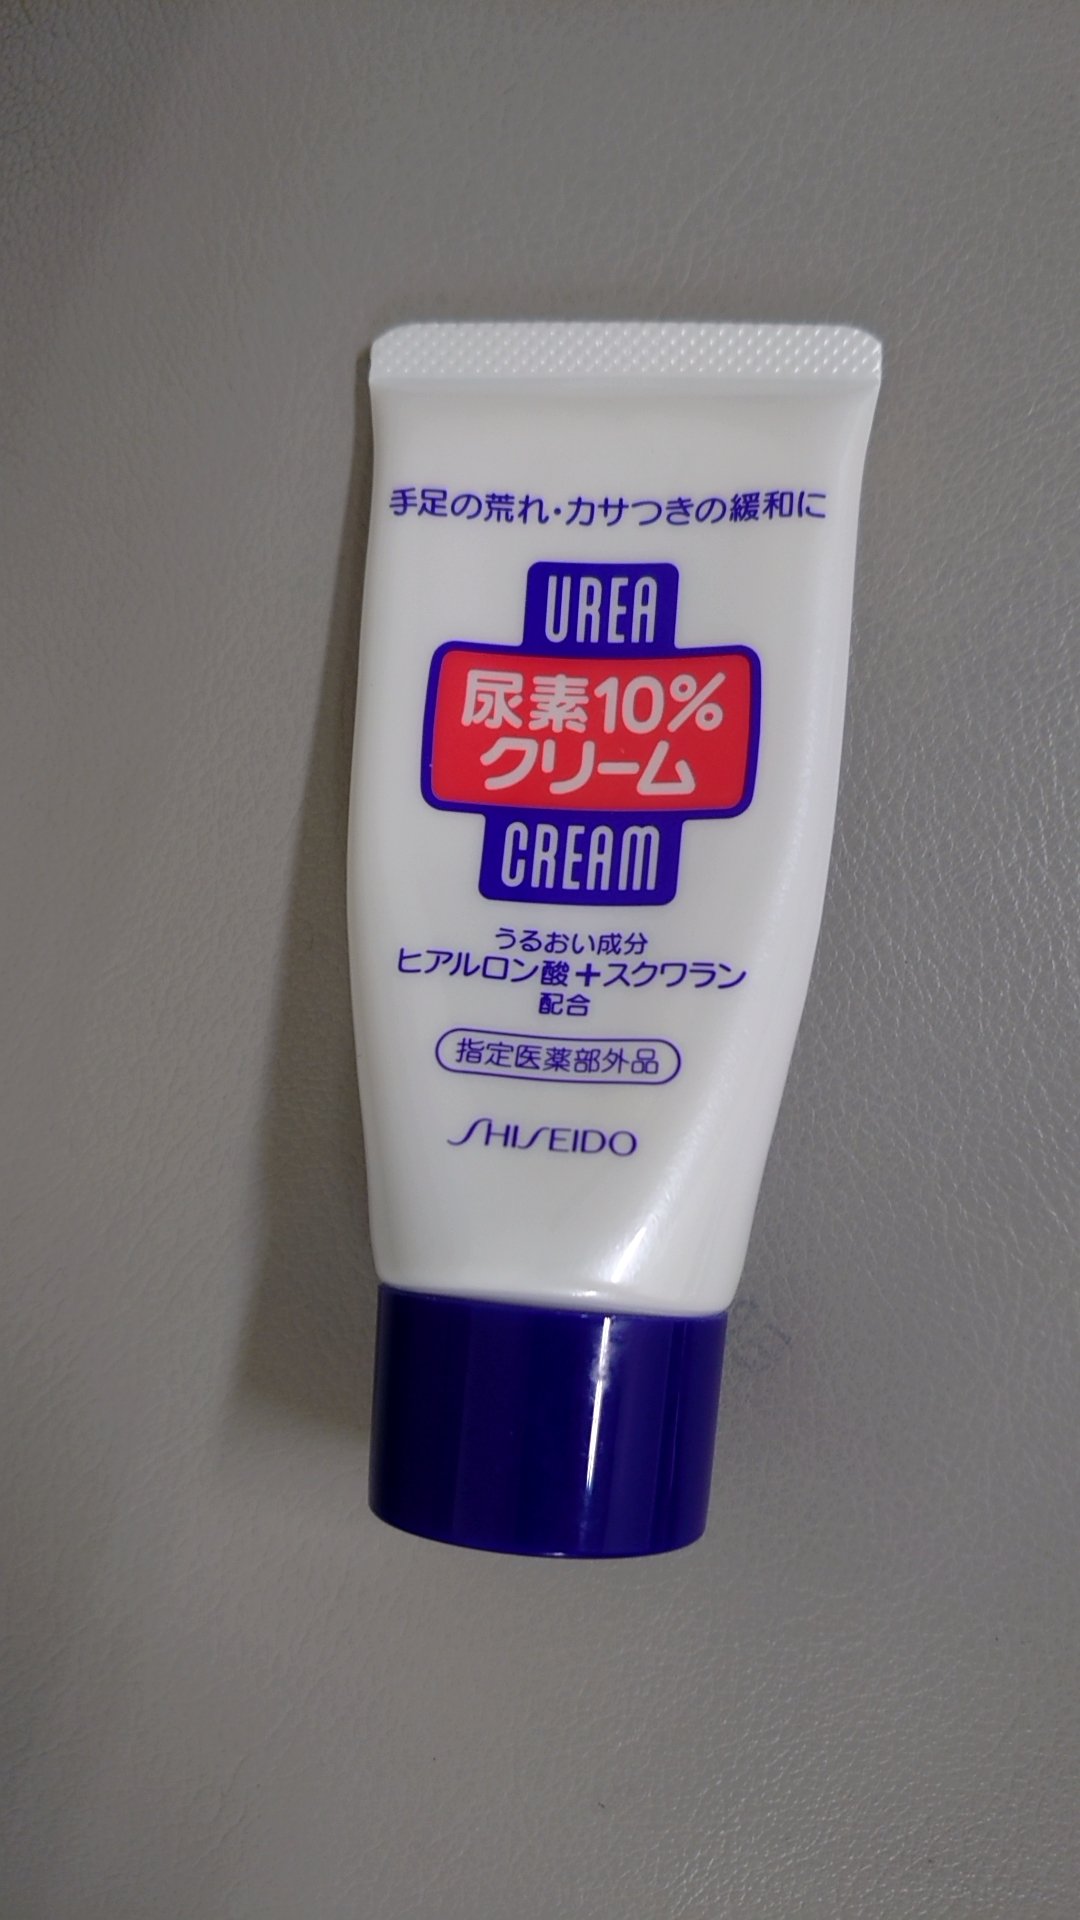 手足の荒れ・カサつきの緩和に
UREA
尿素10%
クリーム
CREAM
うるおい成分
ヒアルロン酸+スクワラン
配合
指定医薬部外品
SHISEIDO